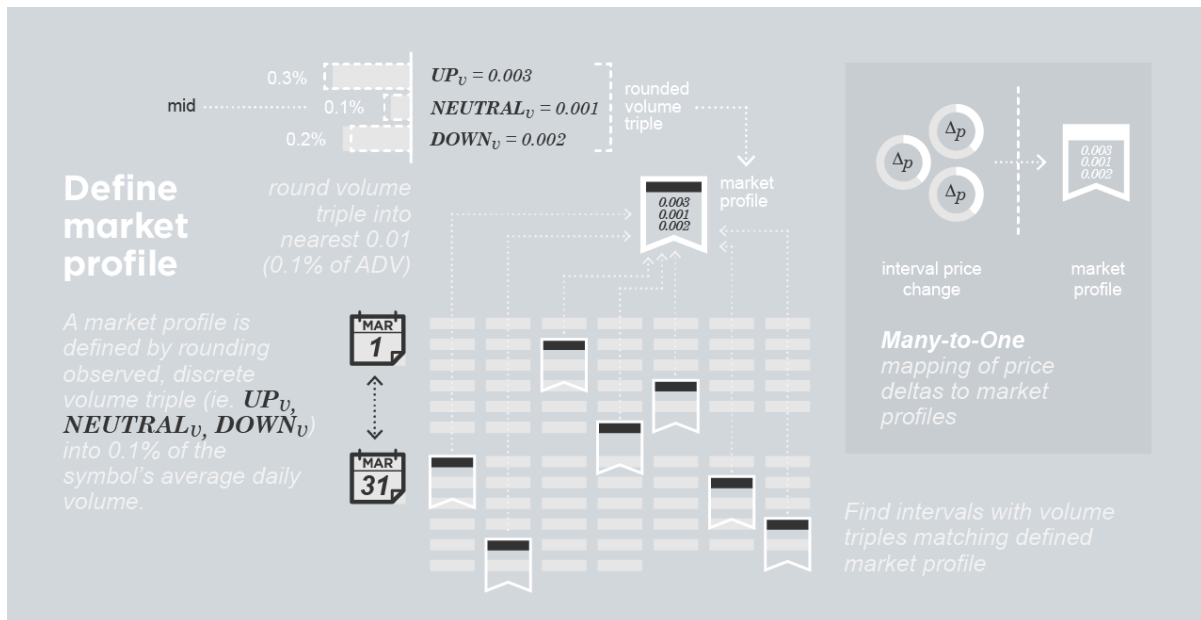 0.3%
UPv = 0.003
mid
0.1%
NEUTRALv = 0.001
0.2%
DOWNv = 0.002
rounded
volume
triple
Define
market
profile
round volume
triple into
nearest 0.01
(0.1% of ADV)
0.003
0.001
0.002
market
profile
A market profile is
defined by rounding
observed, discrete
volume triple (ie. UPv,
NEUTRALv, DOWNv)
into 0.1% of the
symbol's average daily
volume.
MAR
1
MAR
31
Δp
Δp
Δp
0.003
0.001
0.002
interval price
change
market
profile
Many-to-One
mapping of price
deltas to market
profiles
Find intervals with volume
triples matching defined
market profile